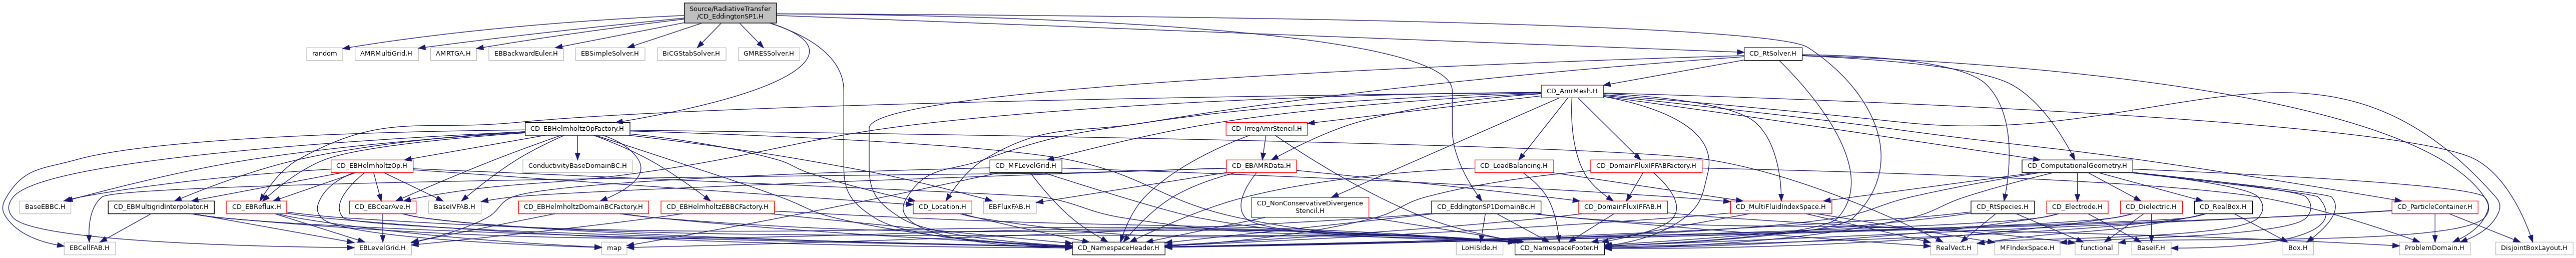 Source/RadiativeTransfer
/CD_EddingtonSP1.H
random
AMRMultiGrid.H
AMRTGA.H
EBBackwardEuler.H
EBSimpleSolver.H
BiCGStabSolver.H
GMRESSolver.H
CD_RtSolver.H
CD_AmrMesh.H
CD_EBHelmholtzOpFactory.H
CD_IrregAmrStencil.H
CD_EBHelmholtzOp.H
ConductivityBaseDomainBC.H
CD_MFLevelGrid.H
CD_EBAMRData.H
CD_LoadBalancing.H
CD_DomainFluxIFFABFactory.H
CD_ComputationalGeometry.H
BaseEBBC.H
CD_EBMultigridInterpolator.H
CD_EBReflux.H
CD_EBCoarAve.H
BaseIVFAB.H
CD_EBHelmholtzDomainBCFactory.H
CD_EBHelmholtzEBBCFactory.H
CD_Location.H
EBFluxFAB.H
CD_NonConservativeDivergence
Stencil.H
CD_EddingtonSP1DomainBc.H
CD_DomainFluxIFFAB.H
CD_MultiFluidIndexSpace.H
CD_RtSpecies.H
CD_Electrode.H
CD_Dielectric.H
CD_RealBox.H
CD_ParticleContainer.H
EBCellFAB.H
EBLevelGrid.H
map
CD_NamespaceHeader.H
LoHiSide.H
CD_NamespaceFooter.H
RealVect.H
MFIndexSpace.H
functional
BaseIF.H
Box.H
ProblemDomain.H
DisjointBoxLayout.H